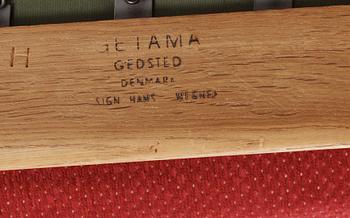 H
GETAMA
GEDSTED
DENMARK
SIGN HANS WEGNER